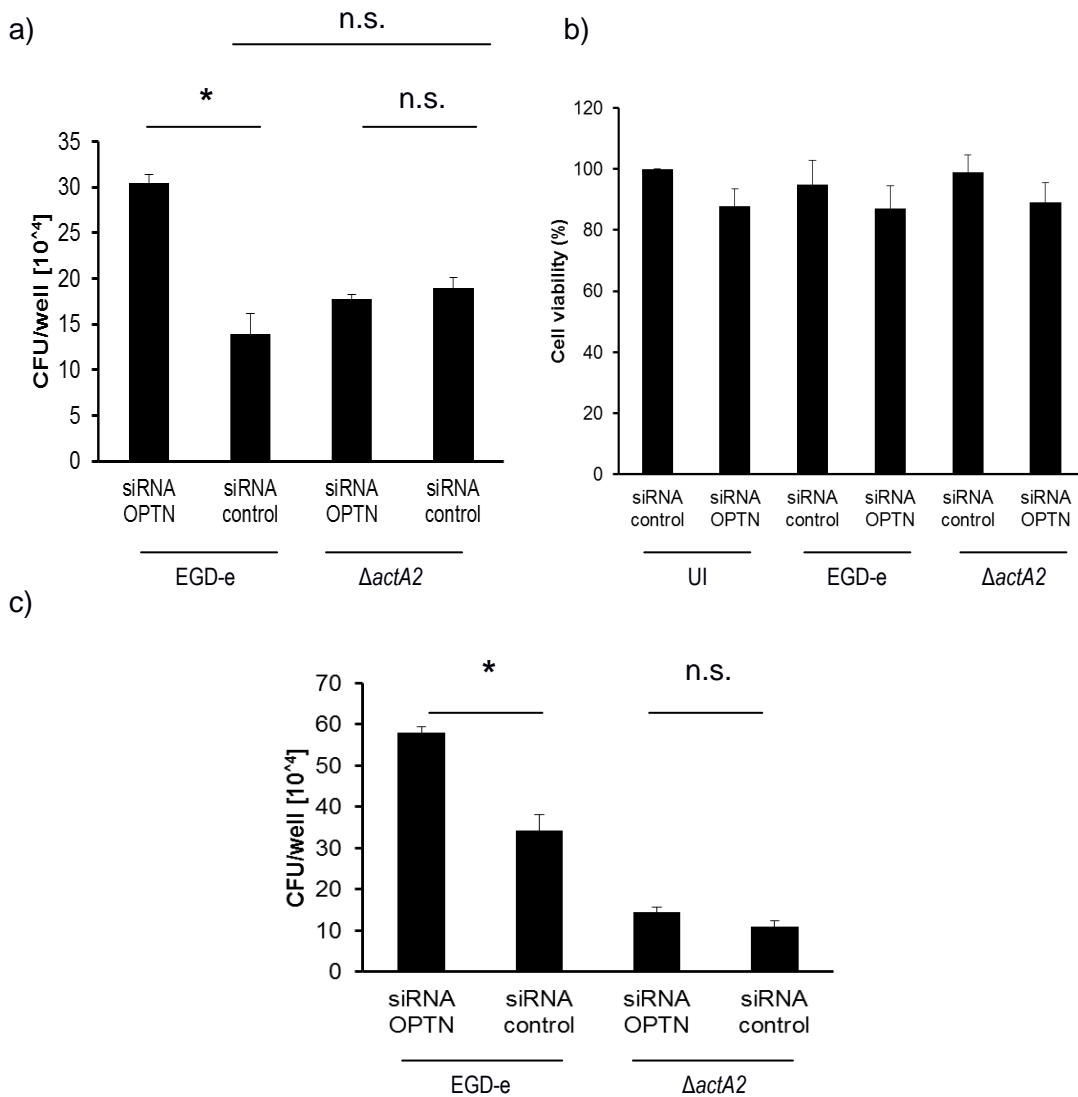 a)
n.s.
*
n.s.
CFU/well [10^4]
35
30
25
20
15
10
5
0
siRNA OPTN
siRNA control
siRNA OPTN
siRNA control
EGD-e
ΔactA2
b)
Cell viability (%)
120
100
80
60
40
20
0
siRNA control
siRNA OPTN
siRNA control
siRNA OPTN
siRNA control
siRNA OPTN
UI
EGD-e
ΔactA2
c)
*
n.s.
CFU/well [10^4]
70
60
50
40
30
20
10
0
siRNA OPTN
siRNA control
siRNA OPTN
siRNA control
EGD-e
ΔactA2